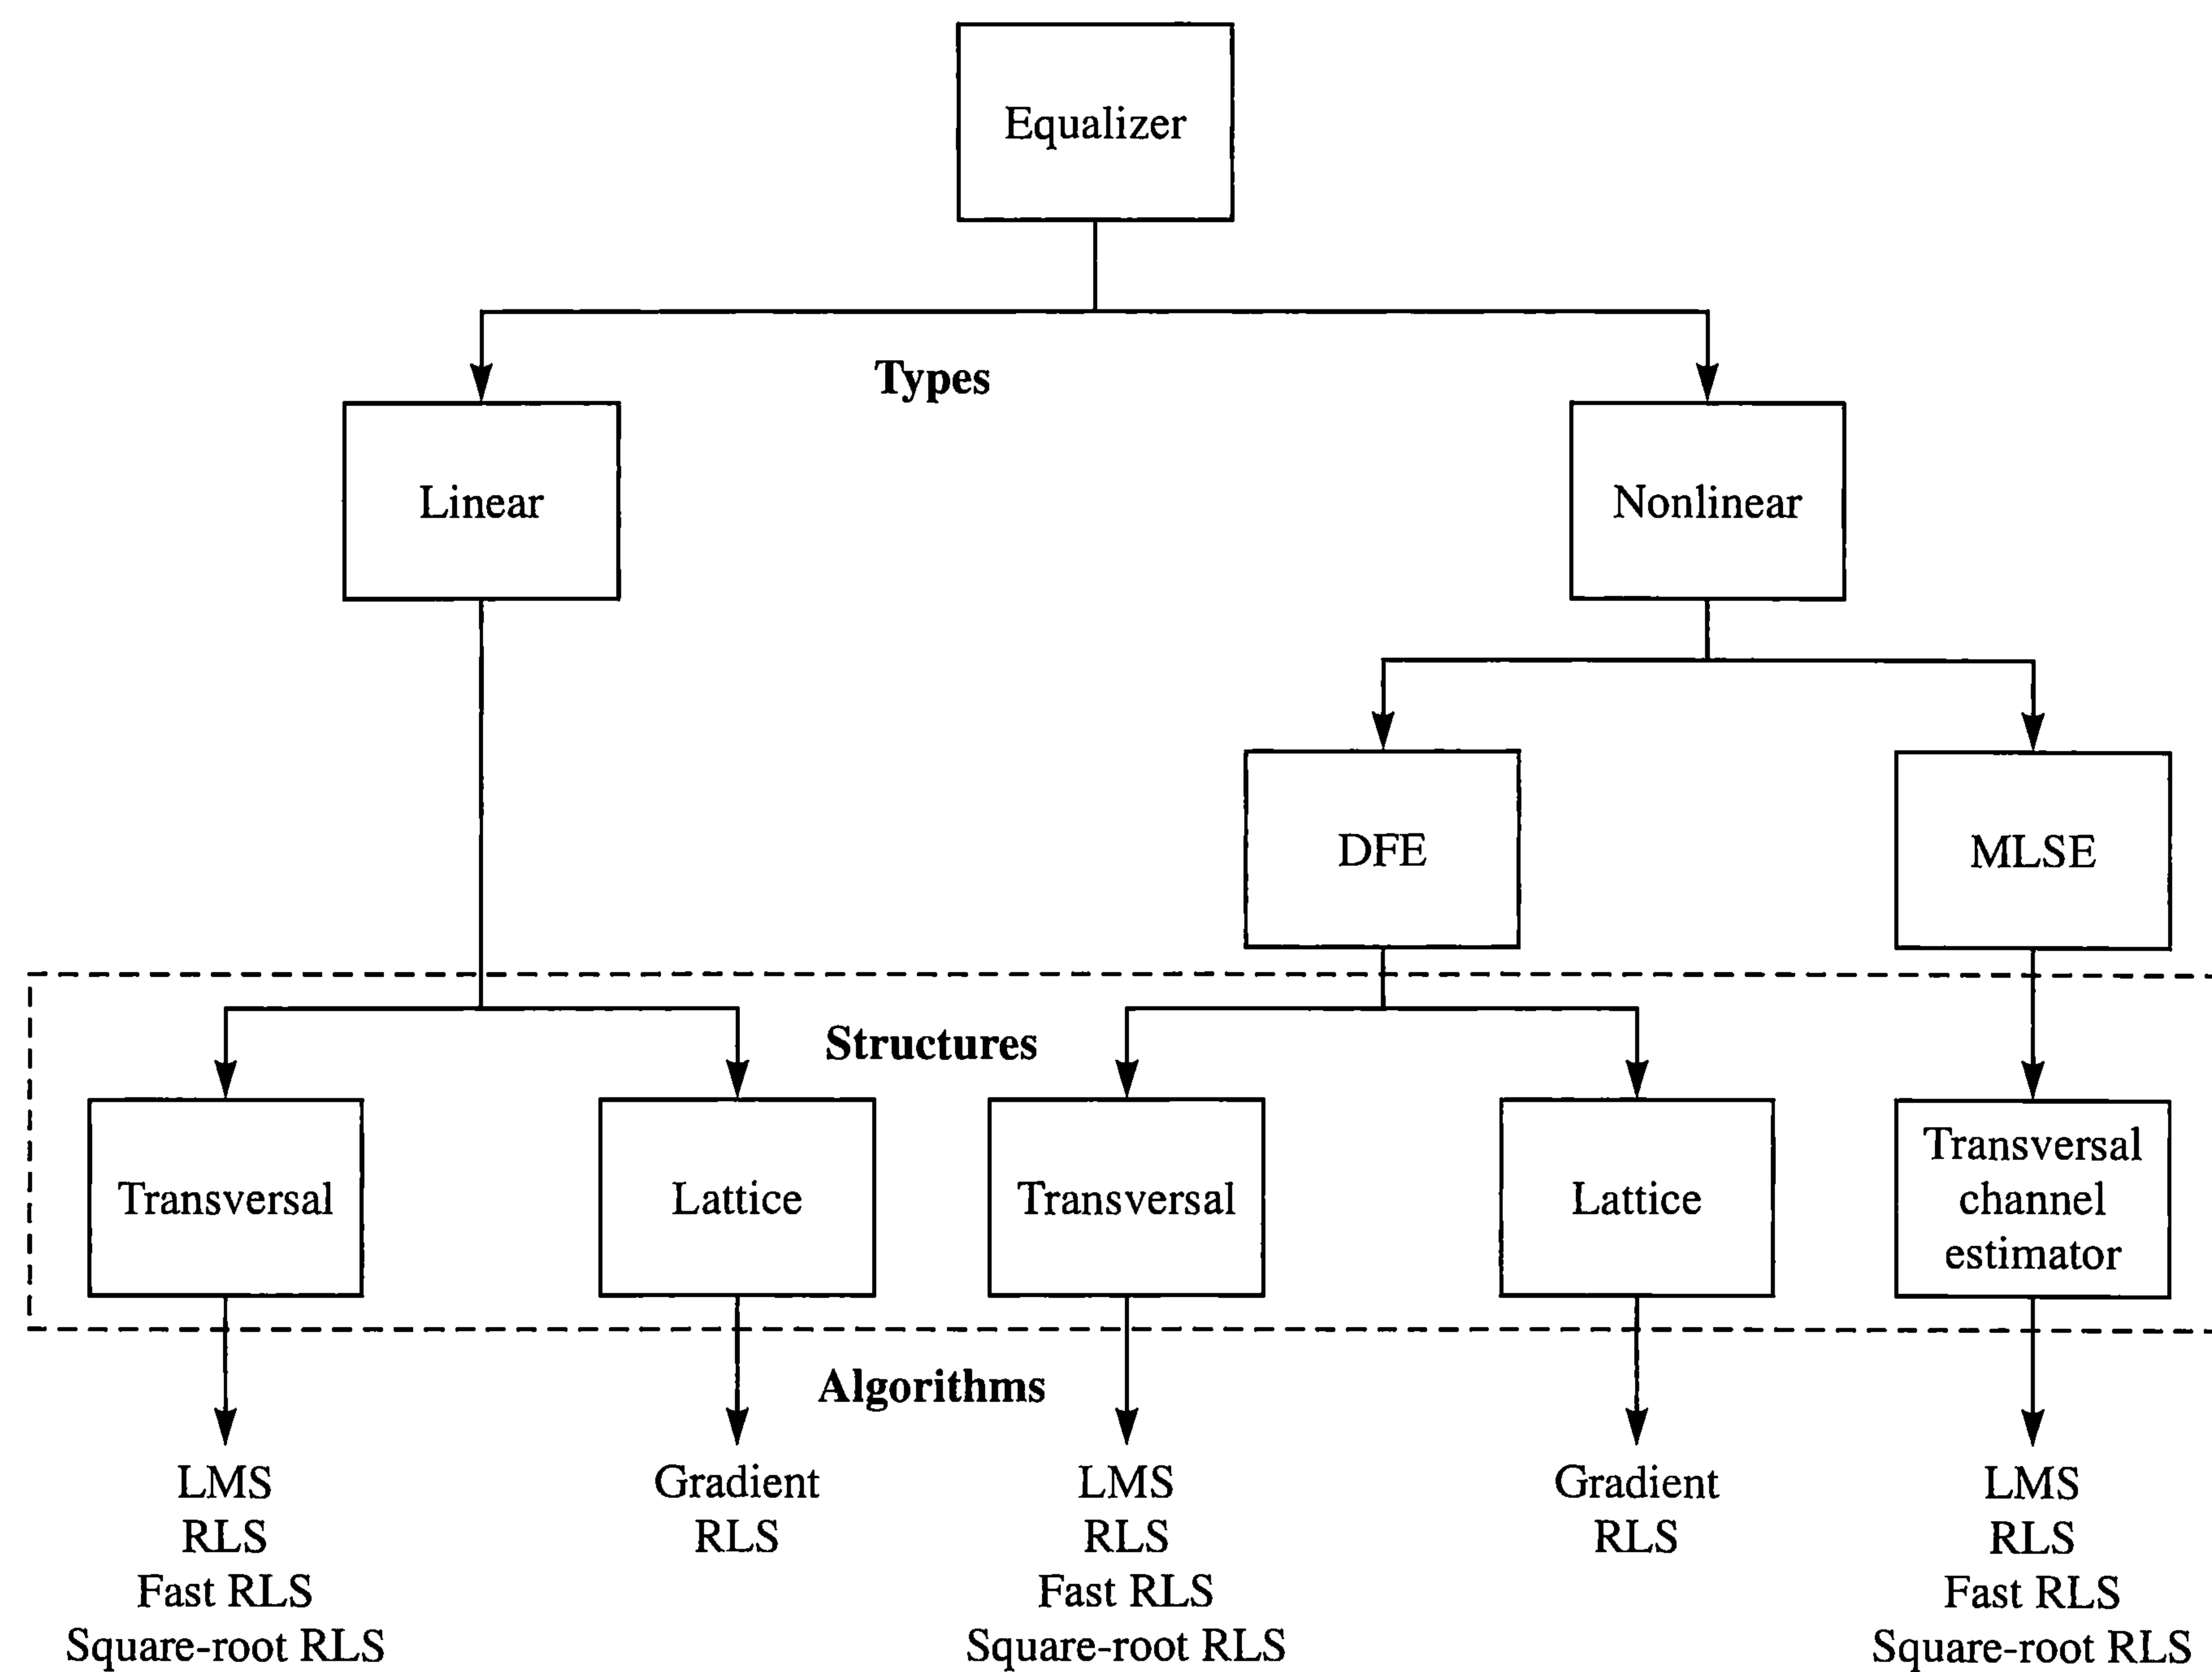 Equalizer
Types
Linear
Nonlinear
DFE
MLSE
Structures
Transversal
Lattice
Transversal
Lattice
Transversal
channel
estimator
Algorithms
LMS
RLS
Fast RLS
Square-root RLS
Gradient
RLS
LMS
RLS
Fast RLS
Square-root RLS
Gradient
RLS
LMS
RLS
Fast RLS
Square-root RLS